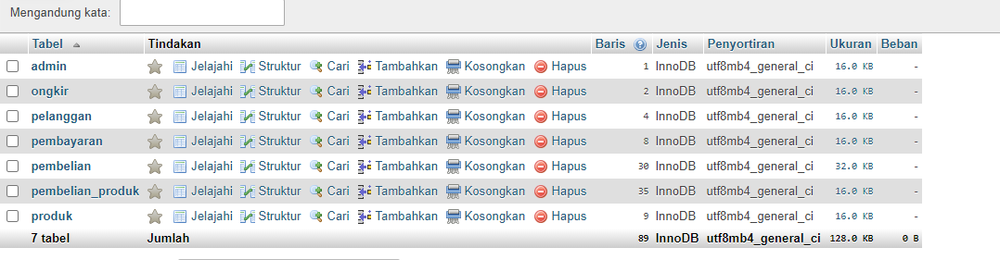 Mengandung kata:
Tabel Tindakan Baris Jenis Penyortiran Ukuran Beban
admin Jelajahi Struktur Cari Tambahkan Kosongkan Hapus 1 InnoDB utf8mb4_general_ci 16.0 KB -
ongkir Jelajahi Struktur Cari Tambahkan Kosongkan Hapus 2 InnoDB utf8mb4_general_ci 16.0 KB -
pelanggan Jelajahi Struktur Cari Tambahkan Kosongkan Hapus 4 InnoDB utf8mb4_general_ci 16.0 KB -
pembayaran Jelajahi Struktur Cari Tambahkan Kosongkan Hapus 8 InnoDB utf8mb4_general_ci 16.0 KB -
pembelian Jelajahi Struktur Cari Tambahkan Kosongkan Hapus 30 InnoDB utf8mb4_general_ci 32.0 KB -
pembelian_produk Jelajahi Struktur Cari Tambahkan Kosongkan Hapus 35 InnoDB utf8mb4_general_ci 16.0 KB -
produk Jelajahi Struktur Cari Tambahkan Kosongkan Hapus 9 InnoDB utf8mb4_general_ci 16.0 KB -
7 tabel Jumlah 89 InnoDB utf8mb4_general_ci 128.0 KB 0 B